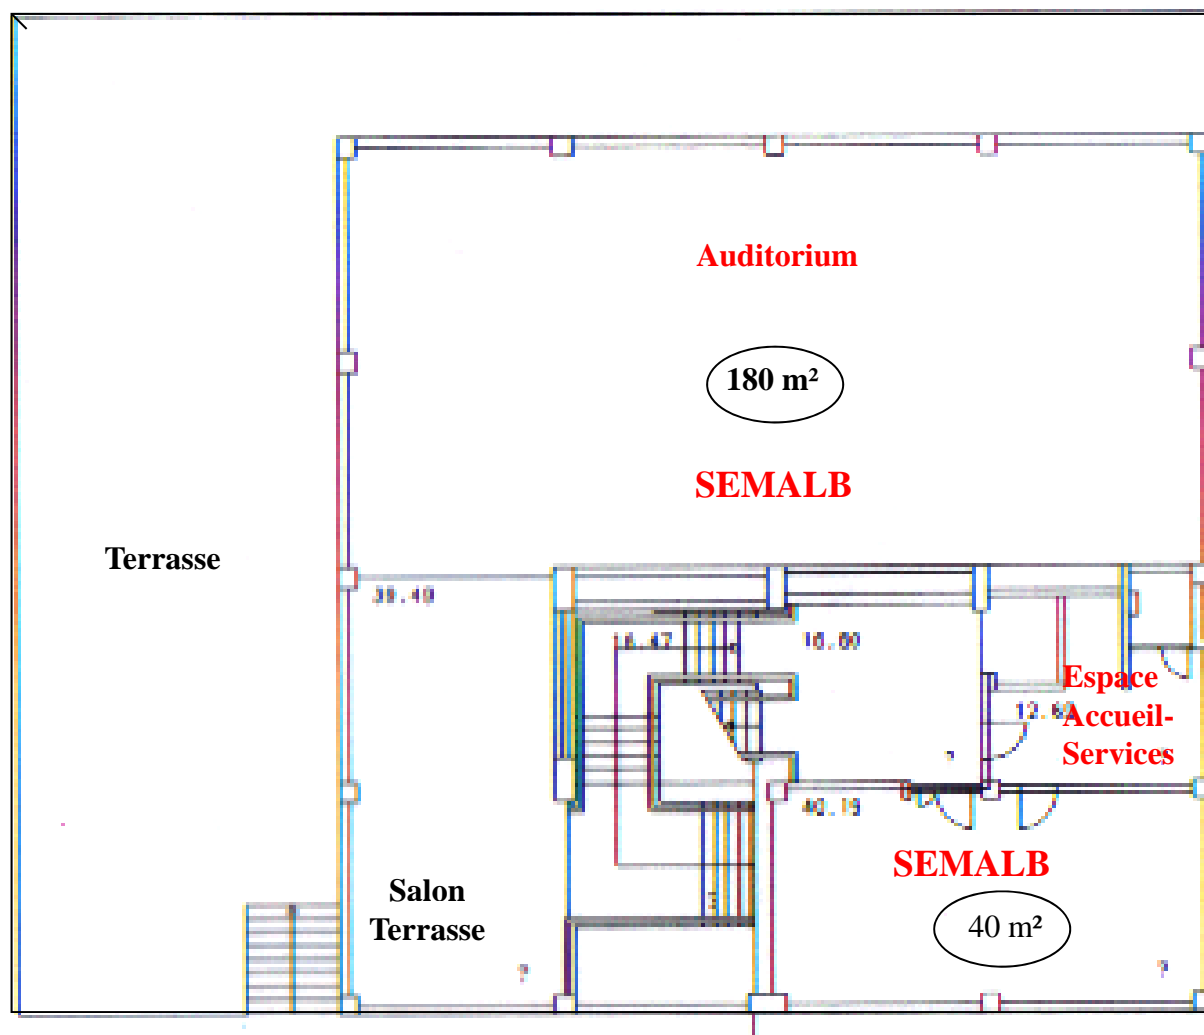 Auditorium
180 m²
SEMALB
Terrasse
39.49
16.47
16.60
Espace
Accueil-
Services
40.19
SEMALB
40 m²
Salon
Terrasse